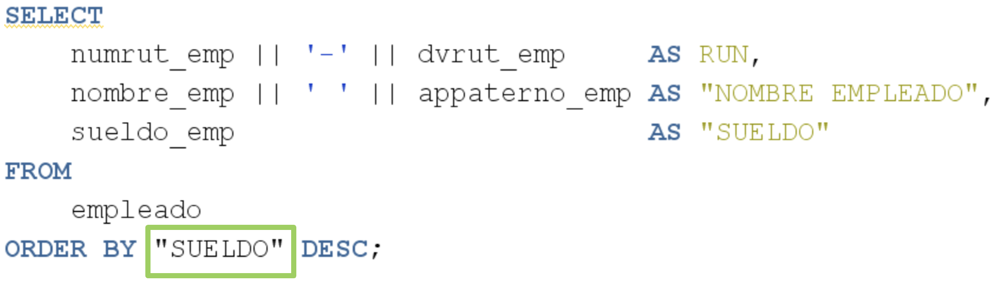 SELECT
numrut_emp || '-' || dvrut_emp AS RUN,
nombre_emp || ' ' || appaterno_emp AS "NOMBRE EMPLEADO",
sueldo_emp AS "SUELDO"
FROM
empleado
ORDER BY "SUELDO" DESC;